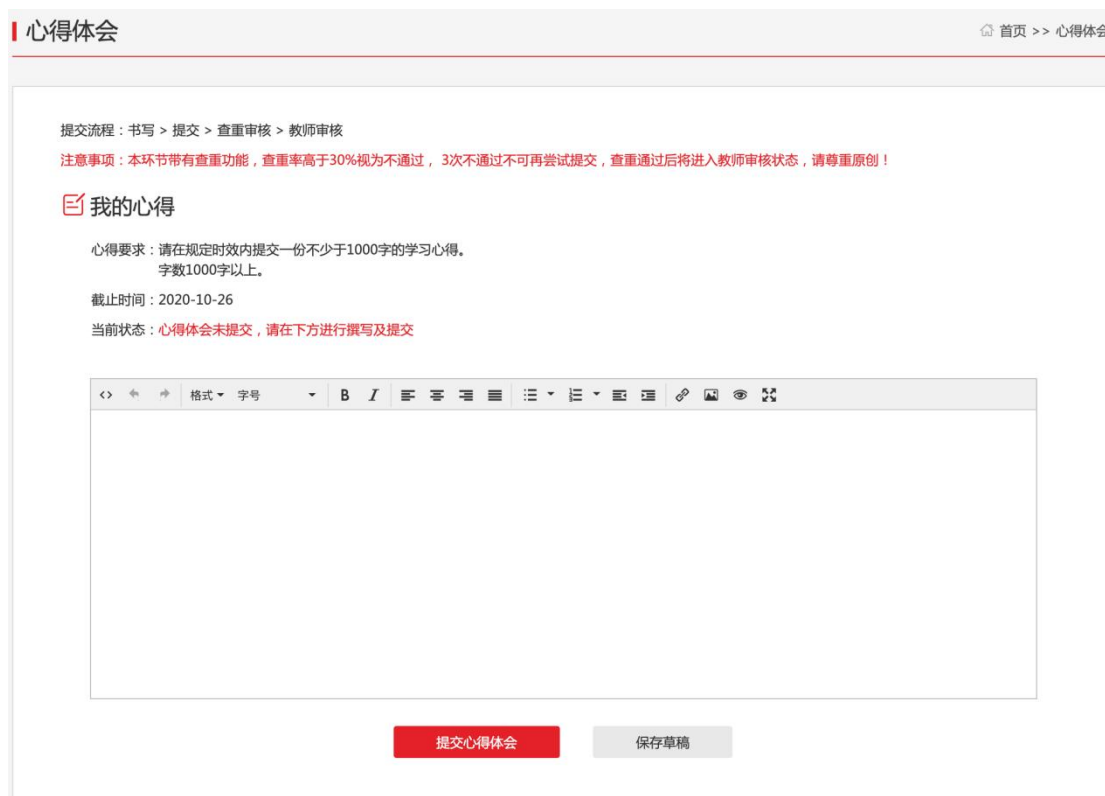 心得体会
首页 >> 心得体会
提交流程：书写 > 提交 > 查重审核 > 教师审核
注意事项：本环节带有查重功能，查重率高于30%视为不通过， 3次不通过不可再尝试提交，查重通过后将进入教师审核状态，请尊重原创！
我的心得
心得要求：请在规定时效内提交一份不少于1000字的学习心得。
字数1000字以上。
截止时间：2020-10-26
当前状态：心得体会未提交，请在下方进行撰写及提交
格式 字号 B I
提交心得体会 保存草稿